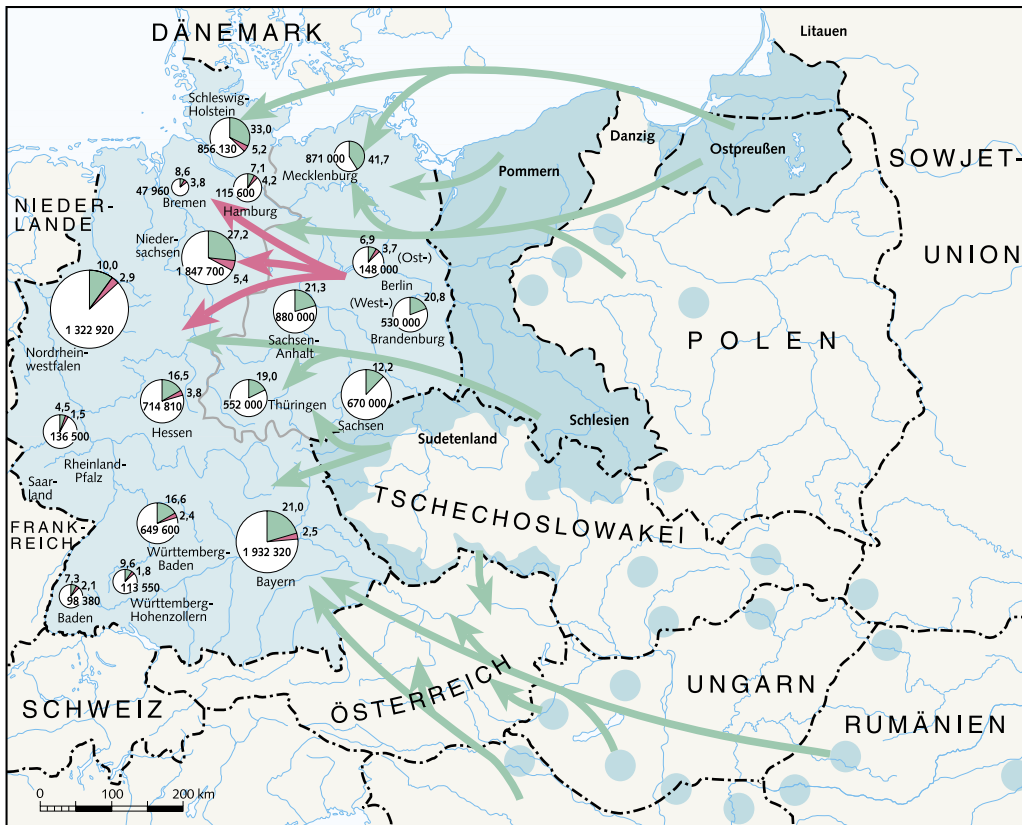 DÄNEMARK
Litauen
Schleswig-
Holstein
33,0
856 130
5,2
871 000
41,7
Mecklenburg
Danzig
Ostpreußen
SOWJET-
UNION
Pommern
8,6
3,8
47 960
Bremen
7,1
4,2
115 600
Hamburg
NIEDER-
LANDE
Nieder-
sachsen
27,2
1 847 700
5,4
6,9
3,7
(Ost-)
148 000
Berlin
(West-)
10,0
2,9
1 322 920
Nordrhein-
westfalen
21,3
880 000
Sachsen-
Anhalt
20,8
530 000
Brandenburg
POLEN
16,5
3,8
714 810
Hessen
19,0
552 000
Thüringen
12,2
670 000
Sachsen
Schlesien
Sudetenland
4,5
1,5
136 500
Rheinland-
Pfalz
Saar-
land
TSCHECHOSLOWAKEI
FRANK-
REICH
16,6
2,4
649 600
Württemberg-
Baden
21,0
2,5
1 932 320
Bayern
7,3
2,1
98 380
Baden
9,6
1,8
113 550
Württemberg-
Hohenzollern
SCHWEIZ
ÖSTERREICH
UNGARN
RUMÄNIEN
0 100 200 km